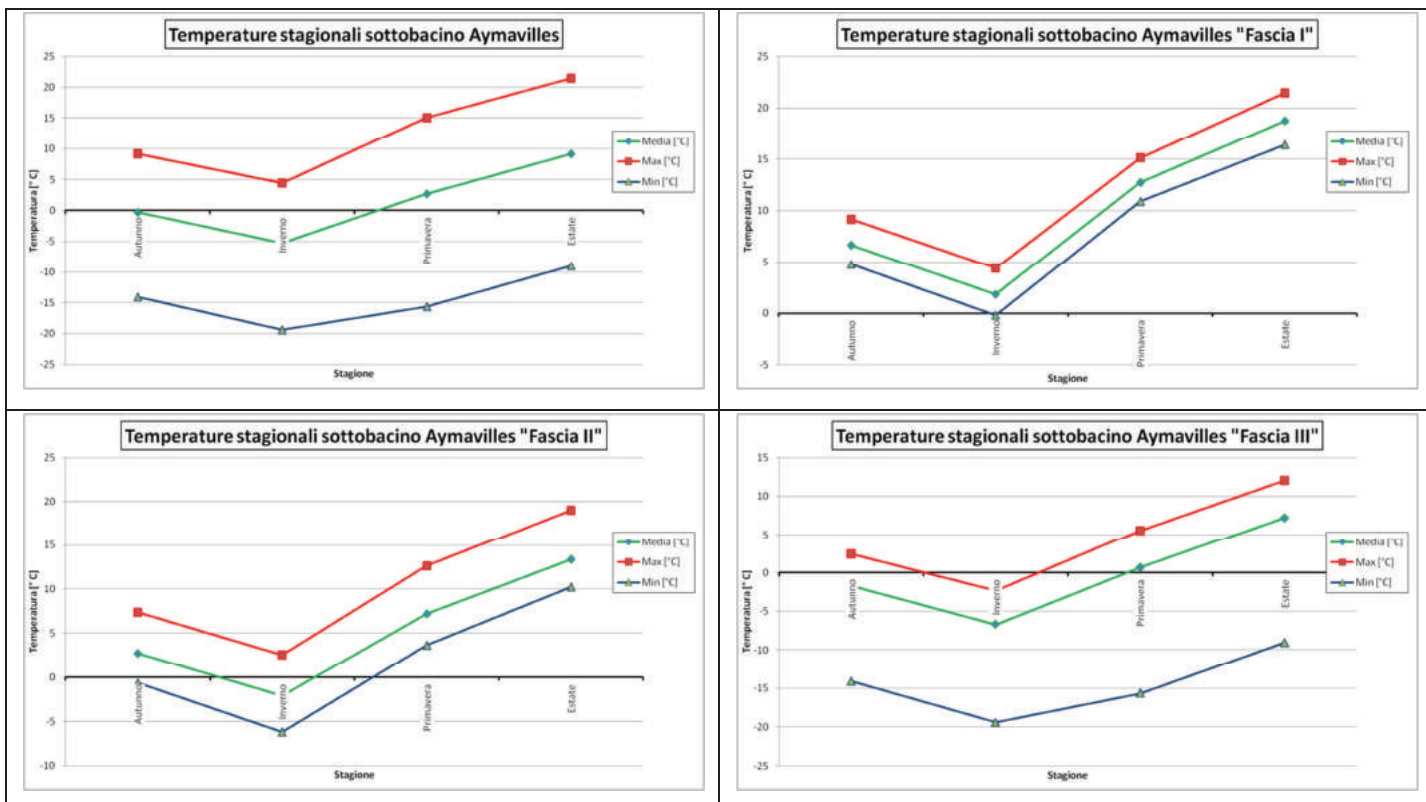 Temperature stagionali sottobacino Aymavilles
25
20
15
10
5
0
-5
-10
-15
-20
-25
Temperatura [° C]
Autunno
Inverno
Primavera
Estate
Stagione
Media [°C]
Max [°C]
Min [°C]
Temperature stagionali sottobacino Aymavilles "Fascia I"
25
20
15
10
5
0
-5
Temperatura [° C]
Autunno
Inverno
Primavera
Estate
Stagione
Media [°C]
Max [°C]
Min [°C]
Temperature stagionali sottobacino Aymavilles "Fascia II"
25
20
15
10
5
0
-5
-10
Temperatura [° C]
Autunno
Inverno
Primavera
Estate
Stagione
Media [°C]
Max [°C]
Min [°C]
Temperature stagionali sottobacino Aymavilles "Fascia III"
15
10
5
0
-5
-10
-15
-20
-25
Temperatura [° C]
Autunno
Inverno
Primavera
Estate
Stagione
Media [°C]
Max [°C]
Min [°C]